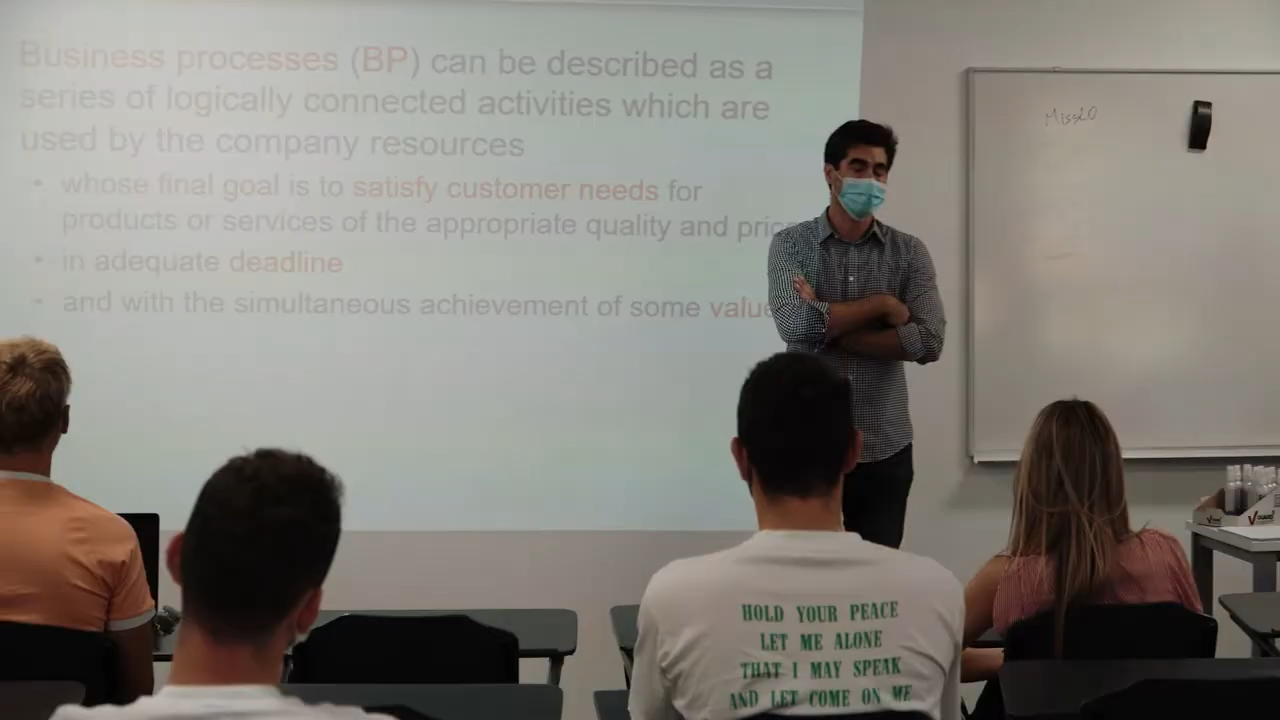 Business processes (BP) can be described as a
series of logically connected activities which are
used by the company resources
• whose final goal is to satisfy customer needs for
products or services of the appropriate quality and
• in adequate deadline
• and with the simultaneous achievement of some value
HOLD YOUR PEACE
LET ME ALONE
THAT I MAY SPEAK
AND LET COME ON ME